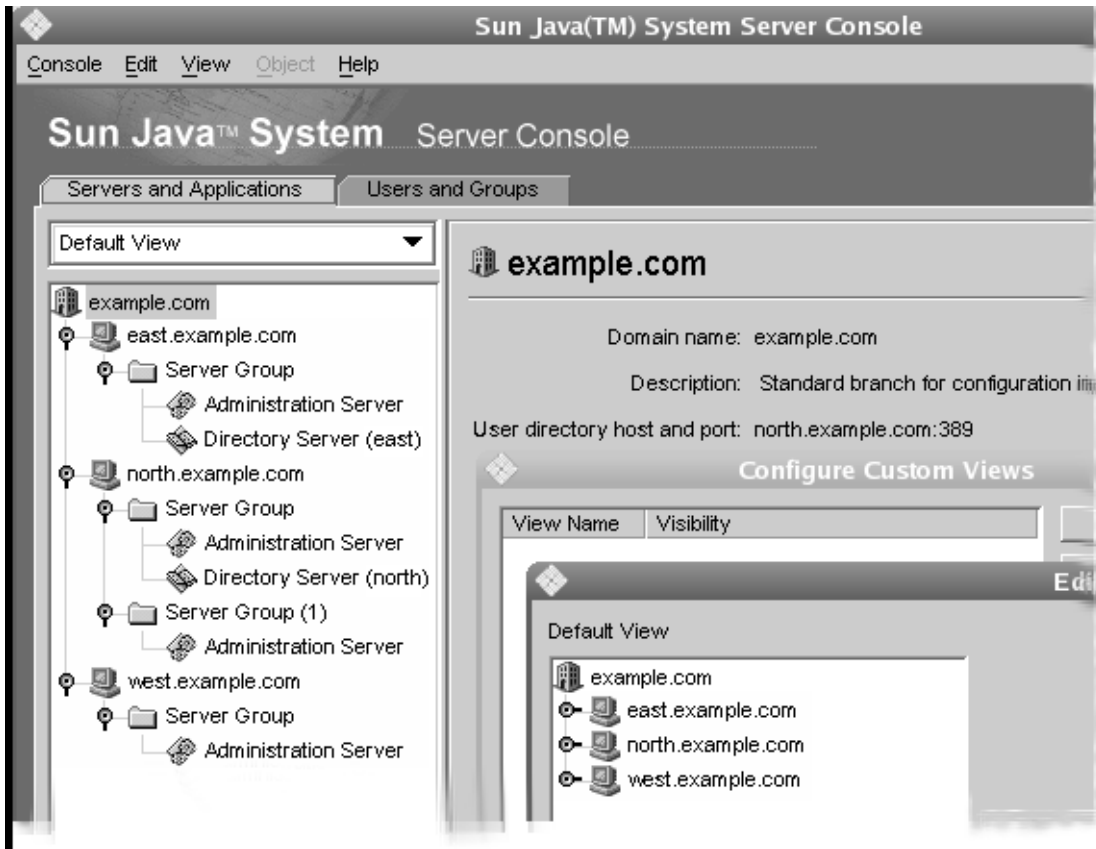 Sun Java(TM) System Server Console
Console Edit View Object Help
Sun Java™ System Server Console
Servers and Applications Users and Groups
Default View
example.com
east.example.com
Server Group
Administration Server
Directory Server (east)
north.example.com
Server Group
Administration Server
Directory Server (north)
Server Group (1)
Administration Server
west.example.com
Server Group
Administration Server
example.com
Domain name: example.com
Description: Standard branch for configuration
User directory host and port: north.example.com:389
Configure Custom Views
View Name Visibility
Default View
example.com
east.example.com
north.example.com
west.example.com